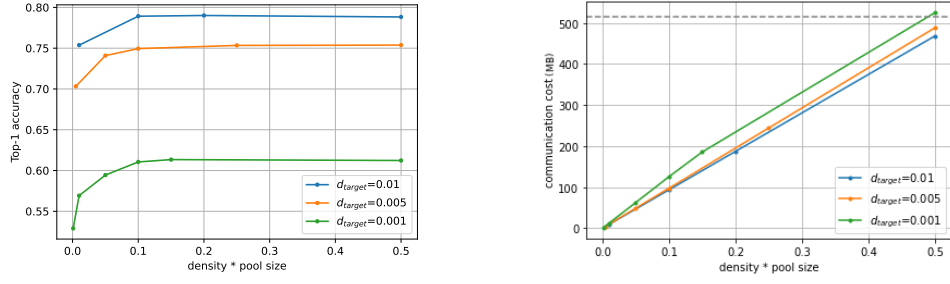 0.80
0.75
0.70
0.65
0.60
0.55
Top-1 accuracy
0.0 0.1 0.2 0.3 0.4 0.5
density * pool size
d_target=0.01
d_target=0.005
d_target=0.001
500
400
300
200
100
0
communication cost (MB)
0.0 0.1 0.2 0.3 0.4 0.5
density * pool size
d_target=0.01
d_target=0.005
d_target=0.001